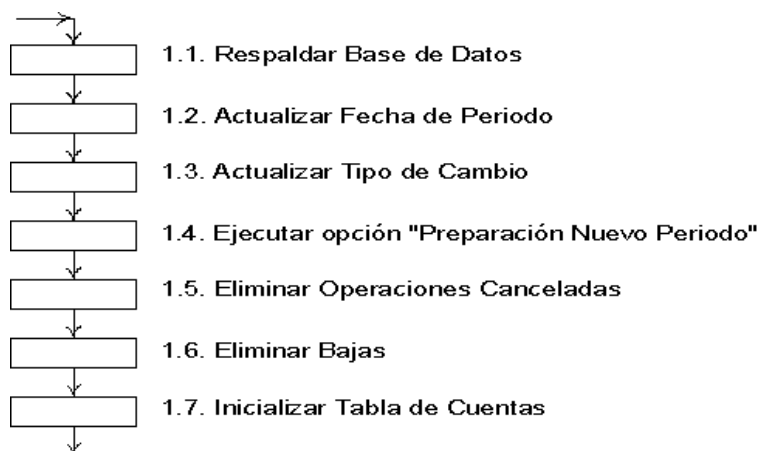 1.1. Respaldar Base de Datos
1.2. Actualizar Fecha de Periodo
1.3. Actualizar Tipo de Cambio
1.4. Ejecutar opción "Preparación Nuevo Periodo"
1.5. Eliminar Operaciones Canceladas
1.6. Eliminar Bajas
1.7. Inicializar Tabla de Cuentas